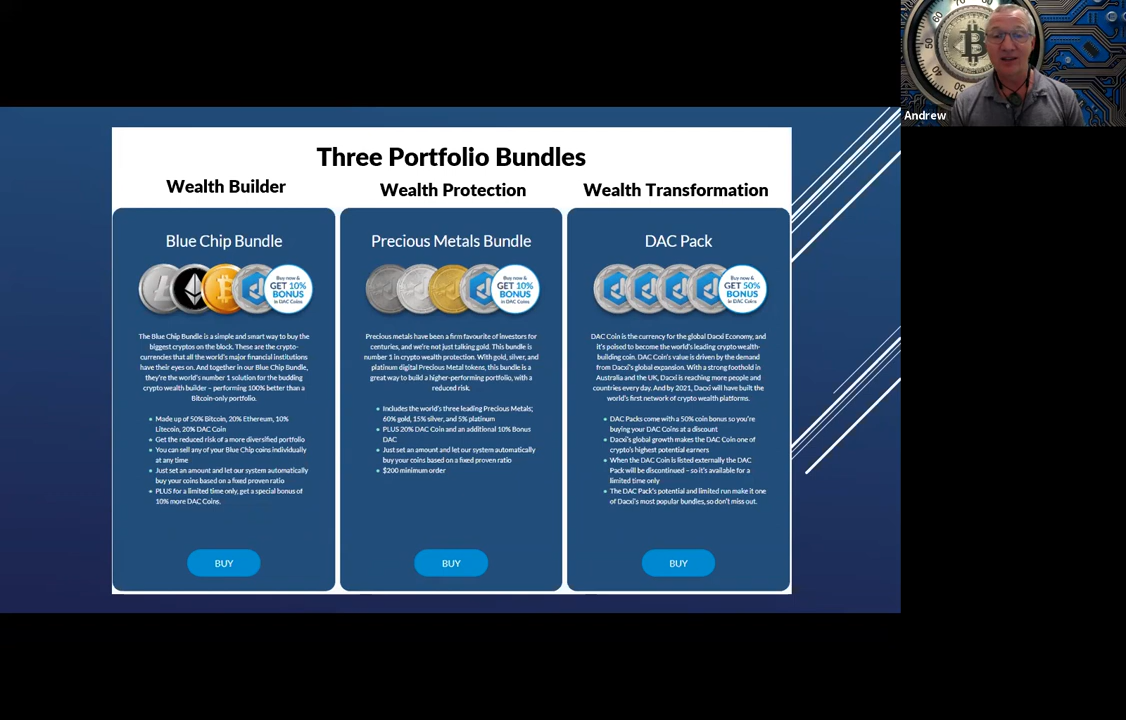 Andrew
Three Portfolio Bundles
Wealth Builder
Blue Chip Bundle
Buy now &
GET 10%
BONUS
in DAC Coins
The Blue Chip Bundle is a simple and smart way to buy the
biggest cryptos on the block. These are the crypto-
currencies that all the world's major financial institutions
have their eyes on. And together in our Blue Chip Bundle,
they're the world's number 1 solution for the budding
crypto wealth builder – performing 100% better than a
Bitcoin-only portfolio.
Made up of 50% Bitcoin, 20% Ethereum, 10%
Litecoin, 20% DAC Coin
Get the reduced risk of a more diversified portfolio
You can sell any of your Blue Chip coins individually
at any time
Just set an amount and let our system automatically
buy your coins based on a fixed proven ratio
PLUS for a limited time only, get a special bonus of
10% more DAC Coins.
BUY
Wealth Protection
Precious Metals Bundle
Buy now &
GET 10%
BONUS
in DAC Coins
Precious metals have been a firm favourite of investors for
centuries, and we're not just talking gold. This bundle is
number 1 in crypto wealth protection. With gold, silver, and
platinum digital Precious Metal tokens, this bundle is a
great way to build a higher-performing portfolio, with a
reduced risk.
Includes the world's three leading Precious Metals;
60% gold, 15% silver, and 5% platinum
PLUS 20% DAC Coin and an additional 10% Bonus
DAC
Just set an amount and let our system automatically
buy your coins based on a fixed proven ratio
$200 minimum order
BUY
Wealth Transformation
DAC Pack
Buy now &
GET 50%
BONUS
in DAC Coins
DAC Coin is the currency for the global Dacxi Economy, and
it's poised to become the world's leading crypto wealth-
building coin. DAC Coin's value is driven by the demand
from Dacxi's global expansion. With a strong foothold in
Australia and the UK, Dacxi is reaching more people and
countries every day. And by 2021, Dacxi will have built the
world's first network of crypto wealth platforms.
DAC Packs come with a 50% coin bonus so you're
buying your DAC Coins at a discount
Dacxi's global growth makes the DAC Coin one of
crypto's highest potential earners
When the DAC Coin is listed externally the DAC
Pack will be discontinued – so it's available for a
limited time only
The DAC Pack's potential and limited run make it one
of Dacxi's most popular bundles, so don't miss out.
BUY